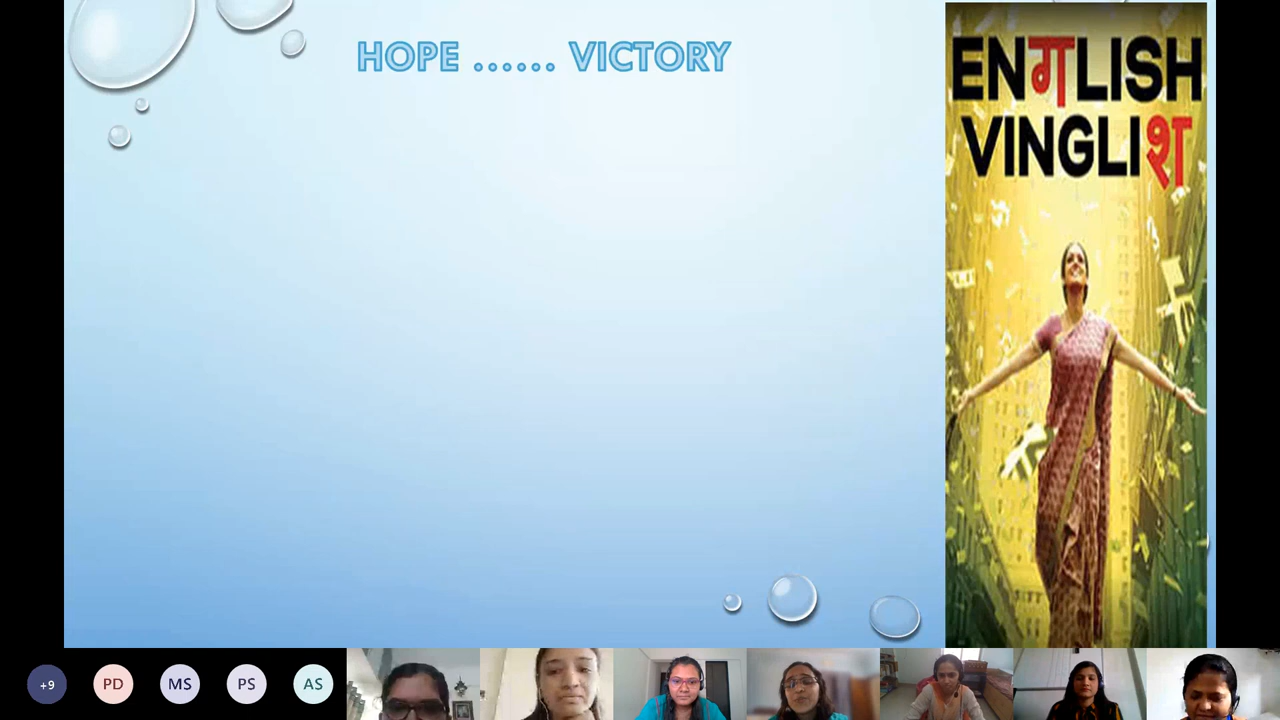 HOPE ...... VICTORY
ENगLISH
VINGLIश
+9
PD
MS
PS
AS